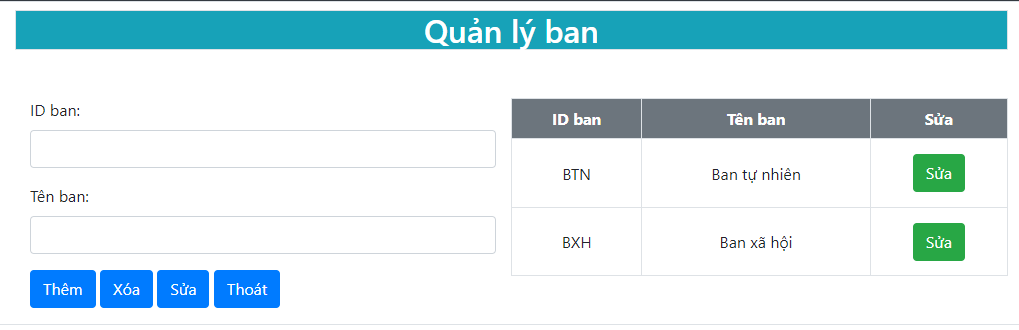 Quản lý ban
ID ban:
Tên ban:
Thêm Xóa Sửa Thoát
ID ban Tên ban Sửa
BTN Ban tự nhiên Sửa
BXH Ban xã hội Sửa